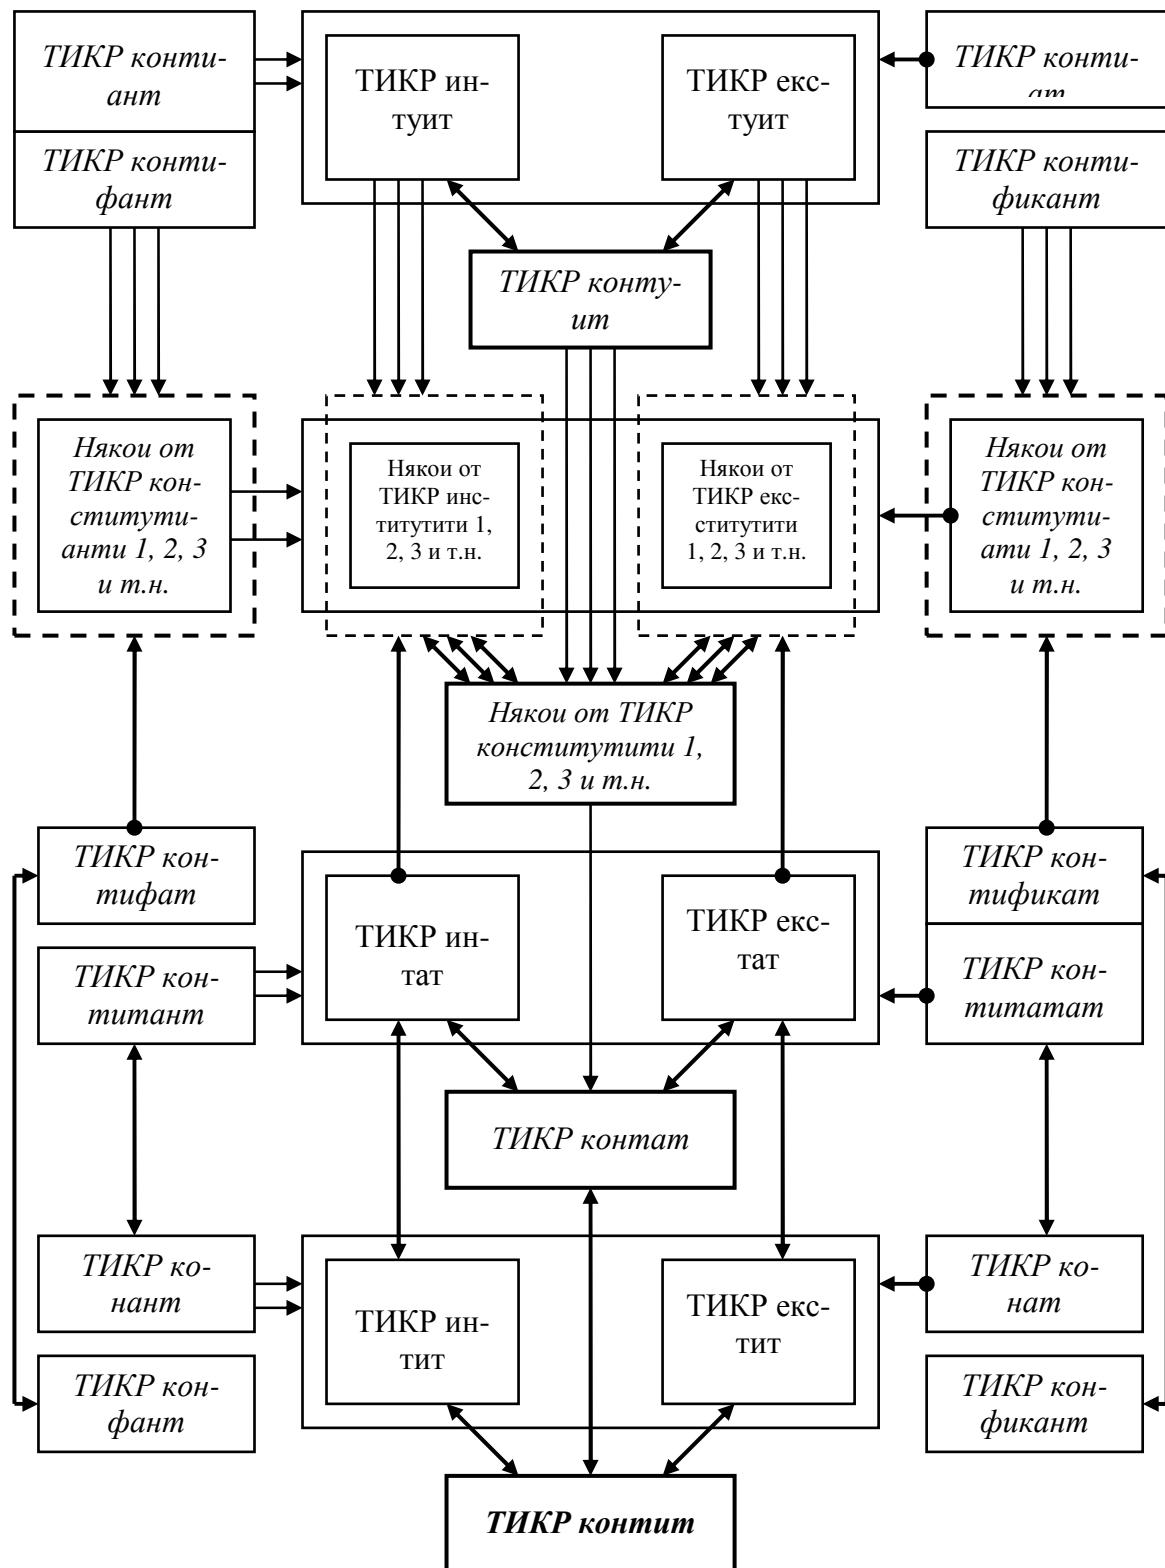 ТИКР конти-
ант
ТИКР ин-
туит
ТИКР екс-
туит
ТИКР конти-
ат
ТИКР конти-
фант
ТИКР конти-
фикант
ТИКР конту-
ит
Някои от
ТИКР кон-
ститути-
анти 1, 2, 3
и т.н.
Някои от
ТИКР инс-
титутити 1,
2, 3 и т.н.
Някои от
ТИКР екс-
ститутити
1, 2, 3 и т.н.
Някои от
ТИКР кон-
ститути-
ати 1, 2, 3
и т.н.
Някои от ТИКР
конститутити 1,
2, 3 и т.н.
ТИКР кон-
тифат
ТИКР ин-
тат
ТИКР екс-
тат
ТИКР кон-
тификат
ТИКР кон-
титант
ТИКР кон-
титатат
ТИКР контат
ТИКР ко-
нант
ТИКР ин-
тит
ТИКР екс-
тит
ТИКР ко-
нат
ТИКР кон-
фант
ТИКР кон-
фикант
ТИКР контит